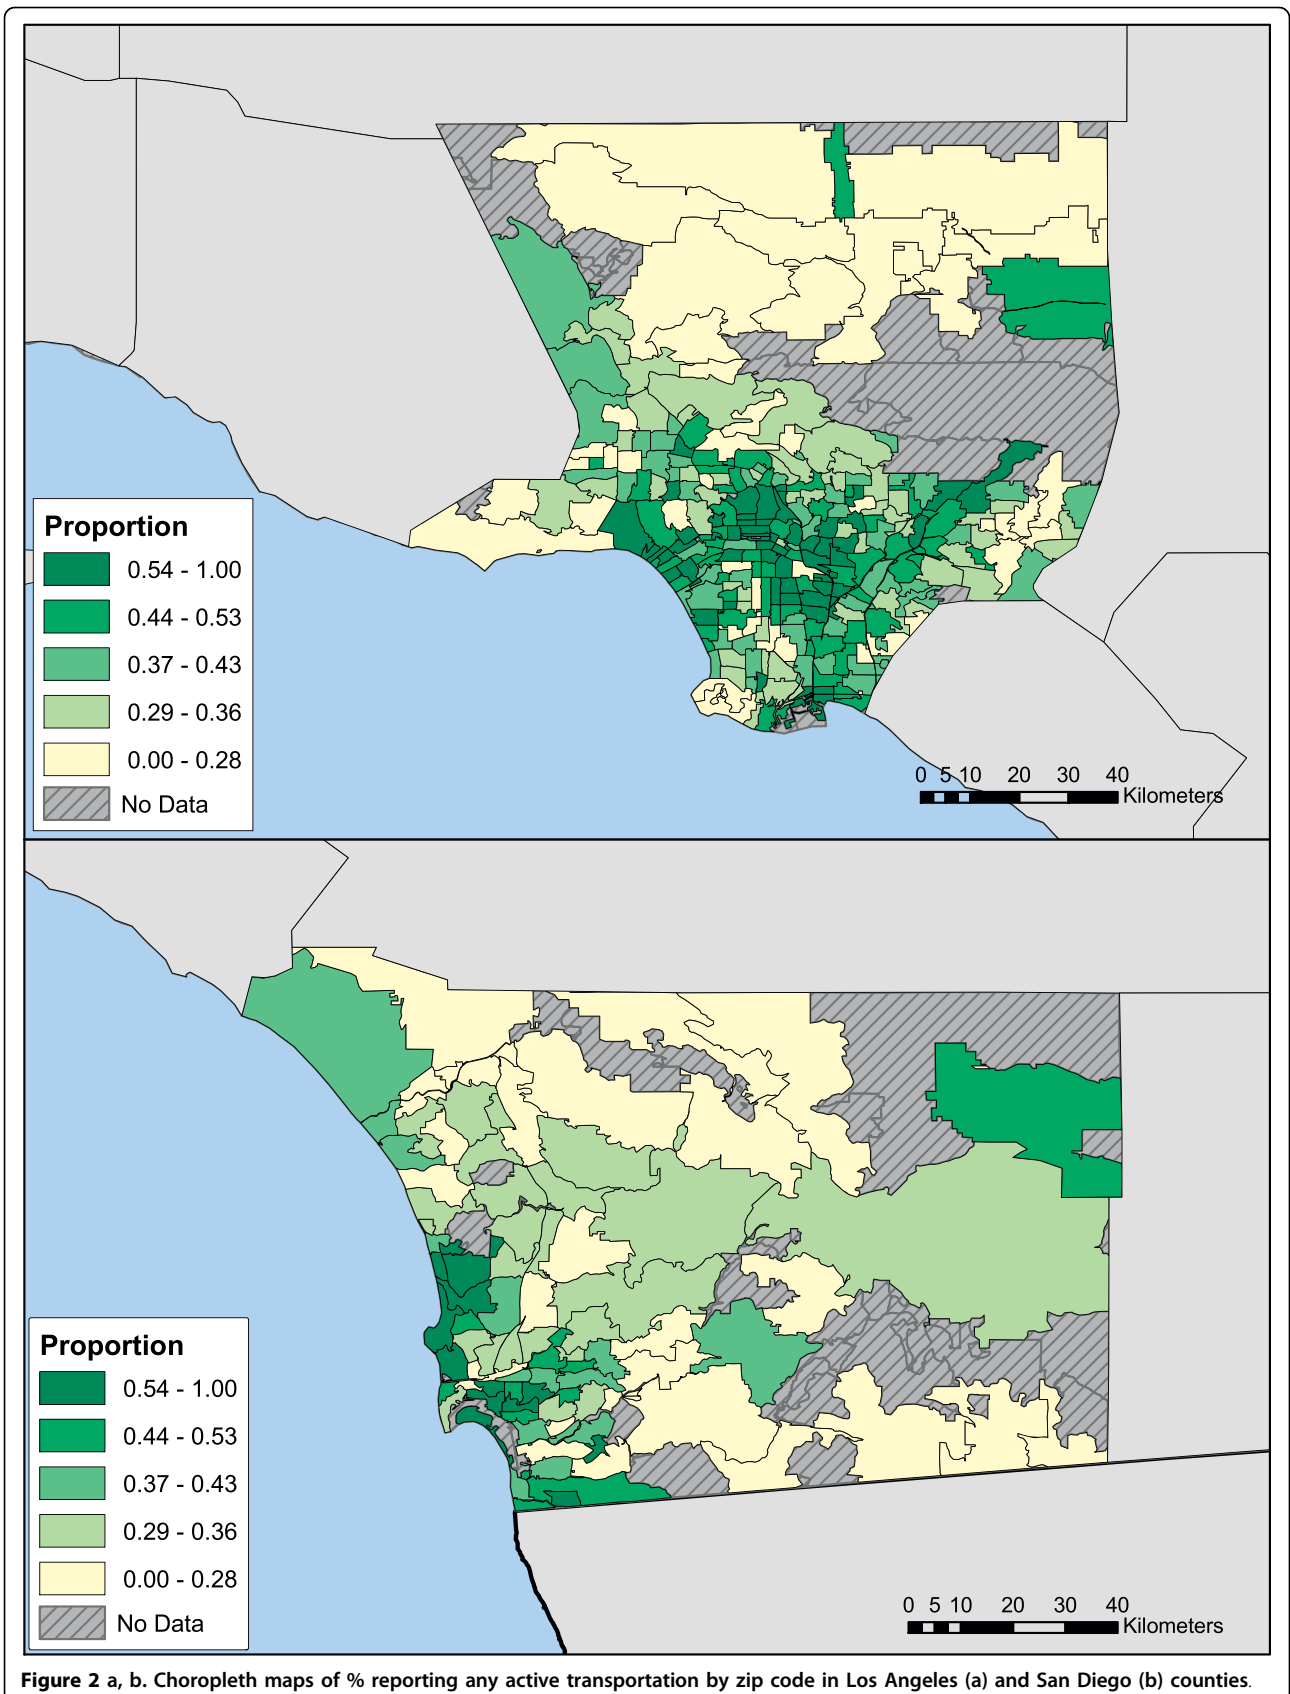 Proportion
0.54 - 1.00
0.44 - 0.53
0.37 - 0.43
0.29 - 0.36
0.00 - 0.28
No Data
0 5 10 20 30 40
Kilometers
Proportion
0.54 - 1.00
0.44 - 0.53
0.37 - 0.43
0.29 - 0.36
0.00 - 0.28
No Data
0 5 10 20 30 40
Kilometers
Figure 2 a, b. Choropleth maps of % reporting any active transportation by zip code in Los Angeles (a) and San Diego (b) counties.